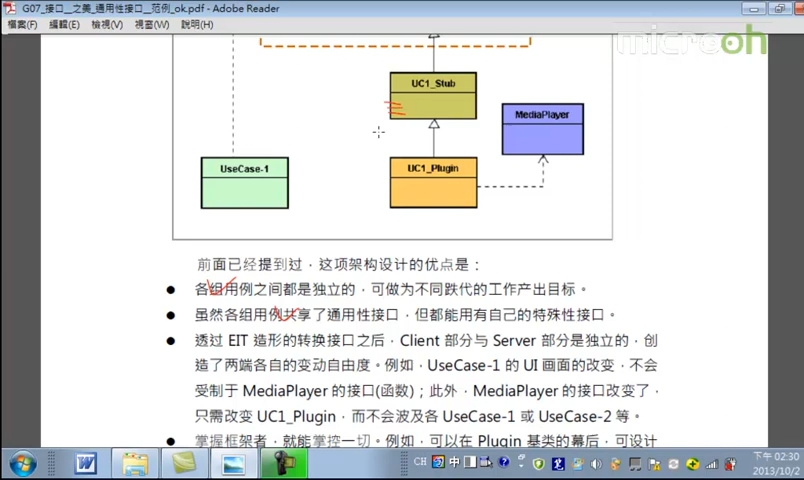 G07_接口__之美_通用性接口__范例_ok.pdf - Adobe Reader
檔案(F) 編輯(E) 檢視(V) 視窗(W) 說明(H)
microoh
UC1_Stub
MediaPlayer
UseCase-1
UC1_Plugin
前面已经提到过，这项架构设计的优点是：
● 各组用例之间都是独立的，可做为不同跌代的工作产出目标。
● 虽然各组用例共享了通用性接口，但都能用有自己的特殊性接口。
● 透过 EIT 造形的转换接口之后，Client 部分与 Server 部分是独立的，创
造了两端各自的变动自由度。例如，UseCase-1 的 UI 画面的改变，不会
受制于 MediaPlayer 的接口(函数)；此外，MediaPlayer 的接口改变了，
只需改变 UC1_Plugin，而不会波及各 UseCase-1 或 UseCase-2 等。
● 掌握框架者，就能掌控一切。例如，可以在 Plugin 基类的幕后，可设计
CH 中
下午 02:30
2013/10/2